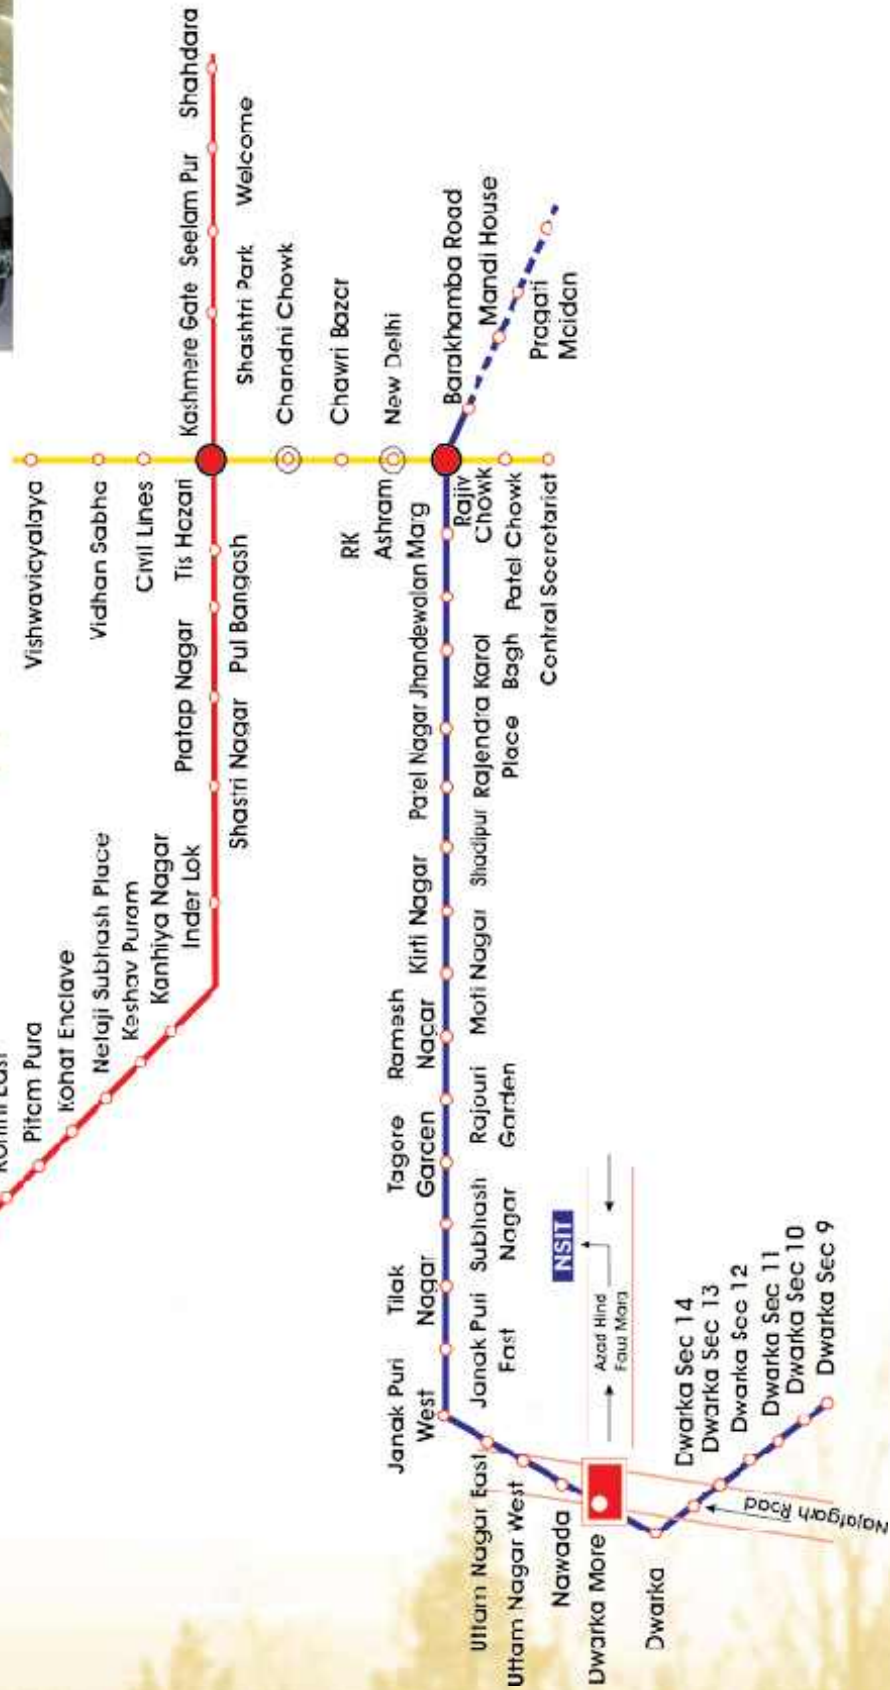 Shahdara
Welcome
Seelam Pur
Shashtri Park
Kashmere Gate
Tis Hazari
Pul Bangash
Pratap Nagar
Shastri Nagar
Inder Lok
Kanhiya Nagar
Keshav Puram
Netaji Subhash Place
Kohat Enclave
Pitam Pura
Vishwavidyalaya
Vidhan Sabha
Civil Lines
Chandni Chowk
Chawri Bazar
New Delhi
Rajiv
Chowk
Patel Chowk
Central Secretariat
Pragati
Maidan
Mandi House
Barakhamba Road
RK
Ashram
Marg
Jhandewalan
Karol
Bagh
Rajendra
Place
Patel Nagar
Shadipur
Kirti Nagar
Moti Nagar
Ramesh
Nagar
Rajouri
Garden
Tagore
Garden
Subhash
Nagar
Tilak
Nagar
Janak Puri
East
Janak Puri
West
Uttam Nagar East
Uttam Nagar West
Nawada
Dwarka More
Dwarka
Dwarka Sec 14
Dwarka Sec 13
Dwarka Sec 12
Dwarka Sec 11
Dwarka Sec 10
Dwarka Sec 9
NSIT
Azad Hind
Fauj Marg
Najafgarh Road